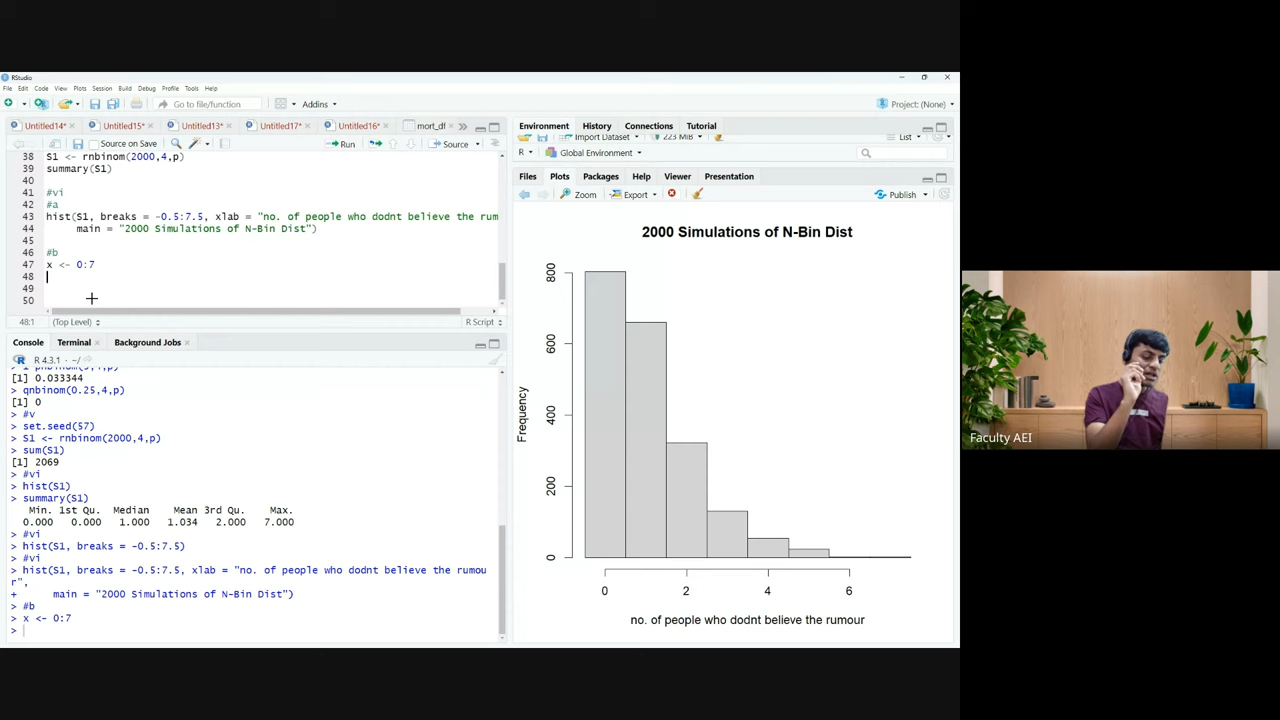 RStudio
File Edit Code View Plots Session Build Debug Profile Tools Help
Go to file/function
Addins
Project: (None)
Untitled14*
Untitled15*
Untitled13*
Untitled17*
Untitled16*
mort_df
Source on Save
Run
Source
38 S1 <- rnbinom(2000,4,p)
39 summary(S1)
40
41 #vi
42 #a
43 hist(S1, breaks = -0.5:7.5, xlab = "no. of people who dodnt believe the rum
44 main = "2000 Simulations of N-Bin Dist")
45
46 #b
47 x <- 0:7
48
49
50
48:1 (Top Level) R Script
Console Terminal Background Jobs
R 4.3.1 · ~/
[1] 0.033344
> qnbinom(0.25,4,p)
[1] 0
> #v
> set.seed(57)
> S1 <- rnbinom(2000,4,p)
> sum(S1)
[1] 2069
> #vi
> hist(S1)
> summary(S1)
Min. 1st Qu. Median Mean 3rd Qu. Max.
0.000 0.000 1.000 1.034 2.000 7.000
> #vi
> hist(S1, breaks = -0.5:7.5)
> #vi
> hist(S1, breaks = -0.5:7.5, xlab = "no. of people who dodnt believe the rumou
r",
+ main = "2000 Simulations of N-Bin Dist")
> #b
> x <- 0:7
>
Environment History Connections Tutorial
Import Dataset
223 MiB
List
R
Global Environment
Files Plots Packages Help Viewer Presentation
Zoom
Export
Publish
2000 Simulations of N-Bin Dist
Frequency
800
600
400
200
0
0 2 4 6
no. of people who dodnt believe the rumour
Faculty AEI